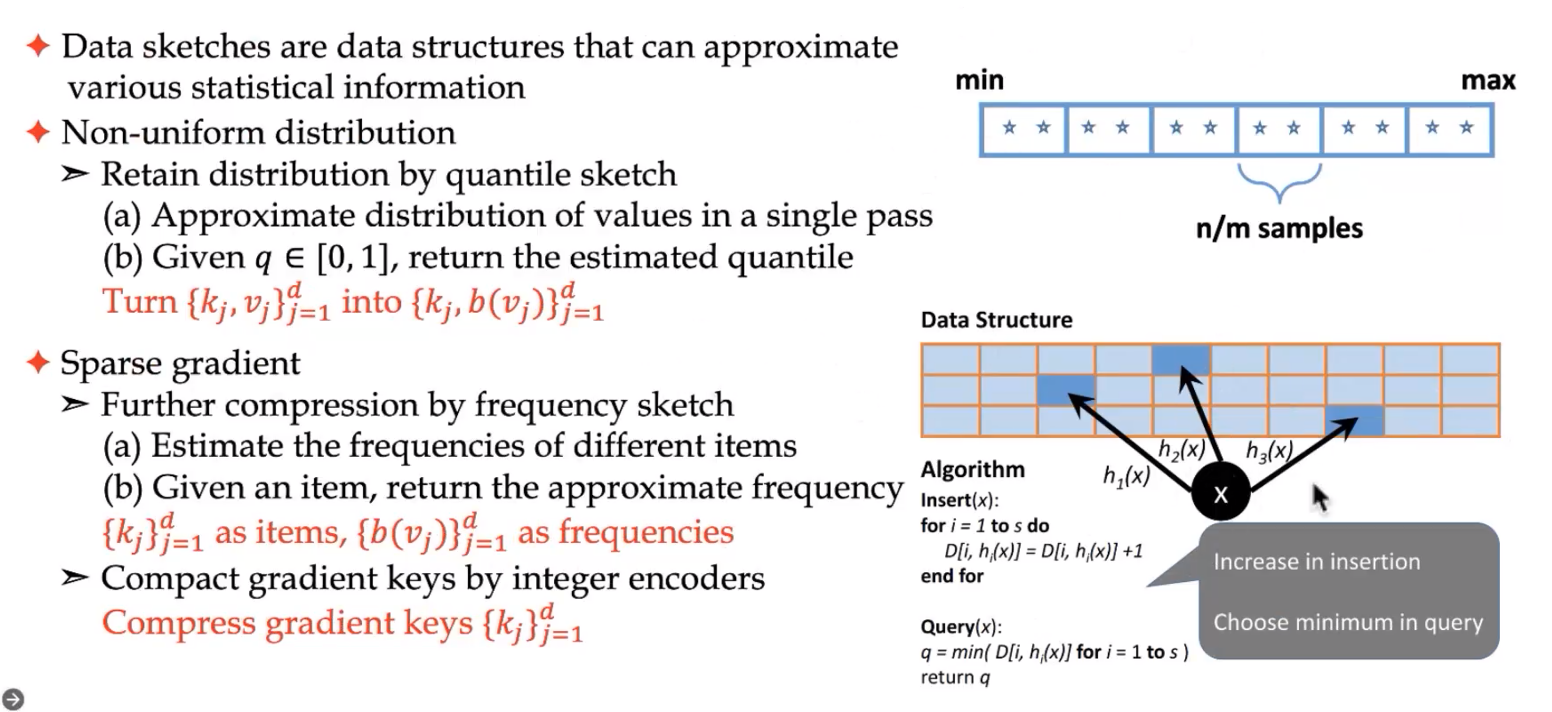 ✦ Data sketches are data structures that can approximate
various statistical information
✦ Non-uniform distribution
➢ Retain distribution by quantile sketch
(a) Approximate distribution of values in a single pass
(b) Given q ∈ [0, 1], return the estimated quantile
Turn {k_j, v_j}_{j=1}^d into {k_j, b(v_j)}_{j=1}^d
✦ Sparse gradient
➢ Further compression by frequency sketch
(a) Estimate the frequencies of different items
(b) Given an item, return the approximate frequency
{k_j}_{j=1}^d as items, {b(v_j)}_{j=1}^d as frequencies
➢ Compact gradient keys by integer encoders
Compress gradient keys {k_j}_{j=1}^d
min max
n/m samples
Data Structure
h_1(x) h_2(x) h_3(x)
X
Algorithm
Insert(x):
for i = 1 to s do
D[i, h_i(x)] = D[i, h_i(x)] +1
end for
Query(x):
q = min( D[i, h_i(x)] for i = 1 to s )
return q
Increase in insertion
Choose minimum in query